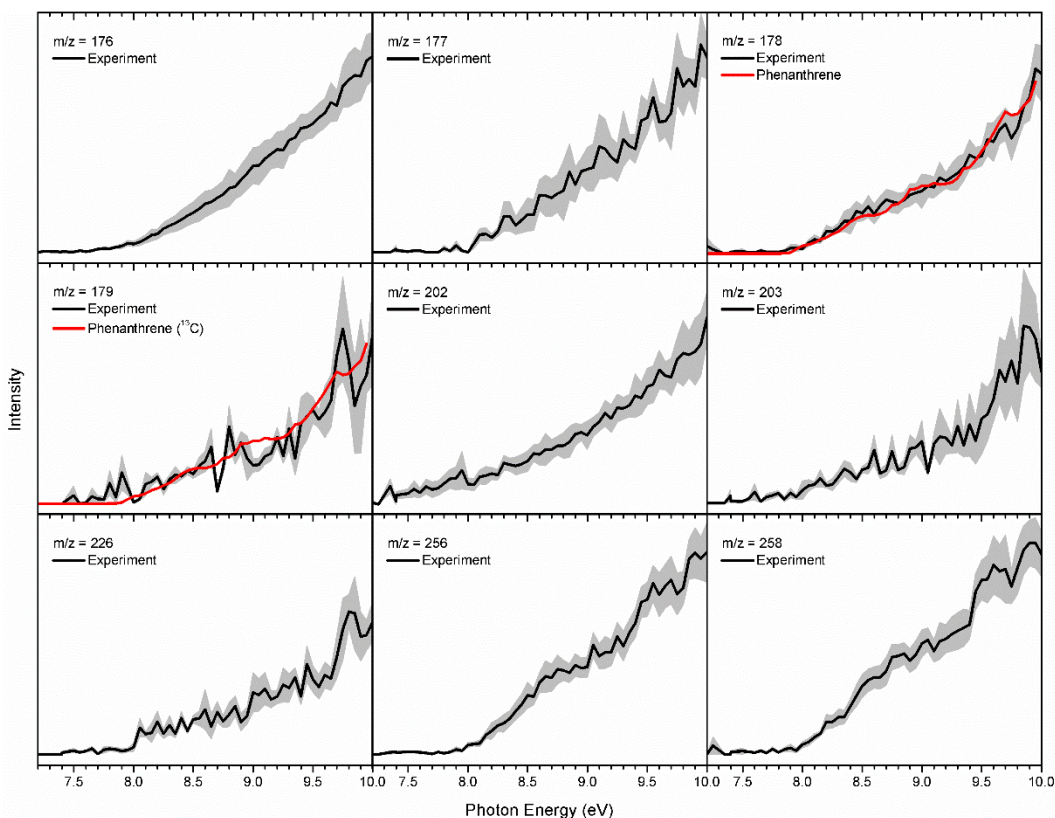 m/z = 176
Experiment
m/z = 177
Experiment
m/z = 178
Experiment
Phenanthrene
m/z = 179
Experiment
Phenanthrene (¹³C)
m/z = 202
Experiment
m/z = 203
Experiment
Intensity
m/z = 226
Experiment
m/z = 256
Experiment
m/z = 258
Experiment
7.5 8.0 8.5 9.0 9.5 10.0 7.5 8.0 8.5 9.0 9.5 10.0 7.5 8.0 8.5 9.0 9.5 10.0
Photon Energy (eV)